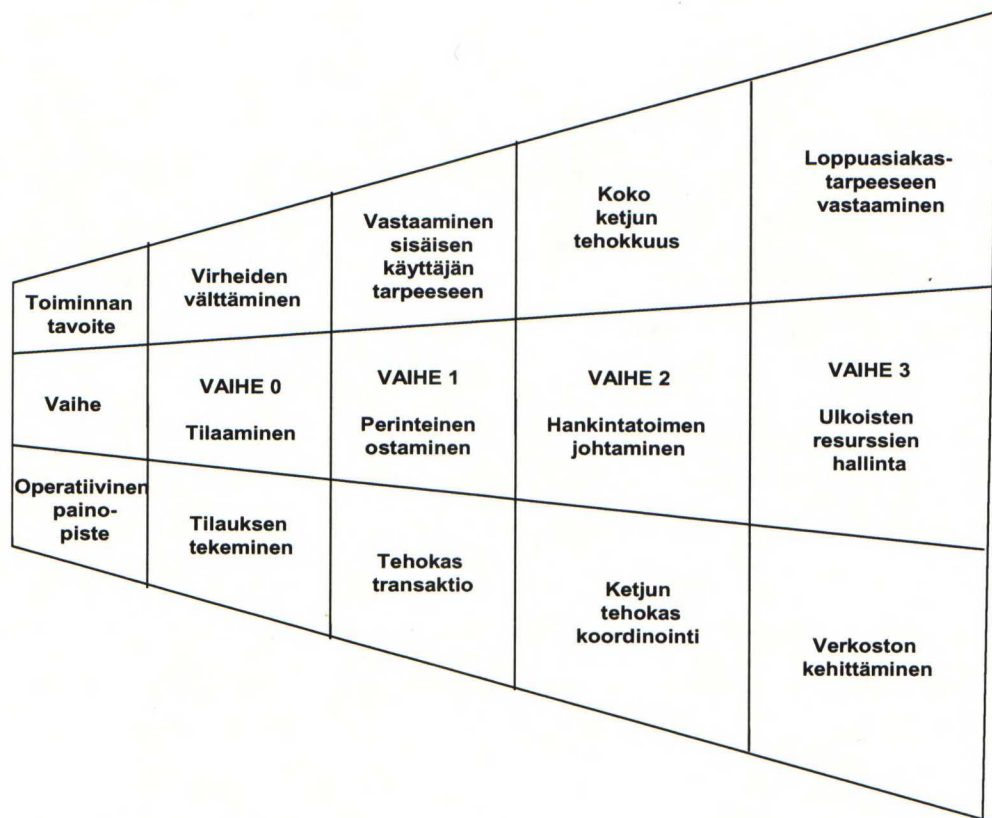 Toiminnan
tavoite
Virheiden
välttäminen
Vastaaminen
sisäisen
käyttäjän
tarpeeseen
Koko
ketjun
tehokkuus
Loppuasiakas-
tarpeeseen
vastaaminen
Vaihe
VAIHE 0
Tilaaminen
VAIHE 1
Perinteinen
ostaminen
VAIHE 2
Hankintatoimen
johtaminen
VAIHE 3
Ulkoisten
resurssien
hallinta
Operatiivinen
paino-
piste
Tilauksen
tekeminen
Tehokas
transaktio
Ketjun
tehokas
koordinointi
Verkoston
kehittäminen